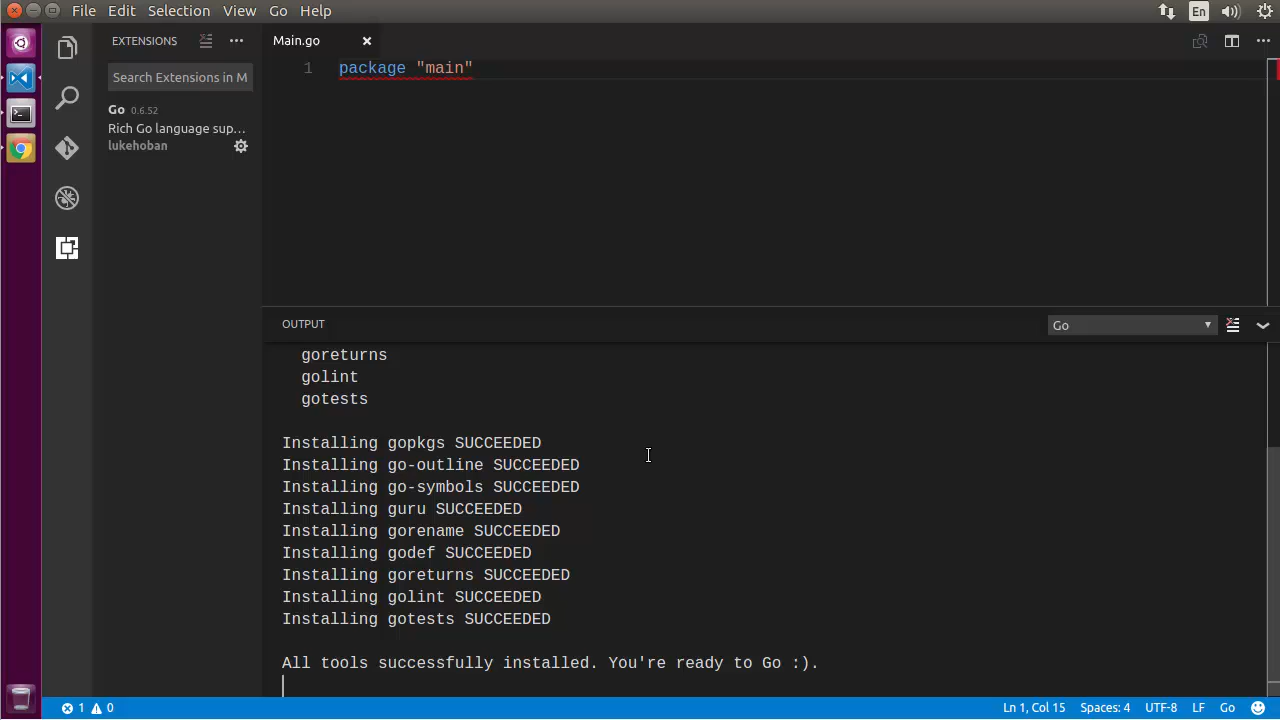 File Edit Selection View Go Help
En
EXTENSIONS
Main.go
Search Extensions in M
1 package "main"
Go 0.6.52
Rich Go language sup...
lukehoban
OUTPUT
Go
goreturns
golint
gotests
Installing gopkgs SUCCEEDED
Installing go-outline SUCCEEDED
Installing go-symbols SUCCEEDED
Installing guru SUCCEEDED
Installing gorename SUCCEEDED
Installing godef SUCCEEDED
Installing goreturns SUCCEEDED
Installing golint SUCCEEDED
Installing gotests SUCCEEDED
All tools successfully installed. You're ready to Go :).
1 0 Ln 1, Col 15 Spaces: 4 UTF-8 LF Go